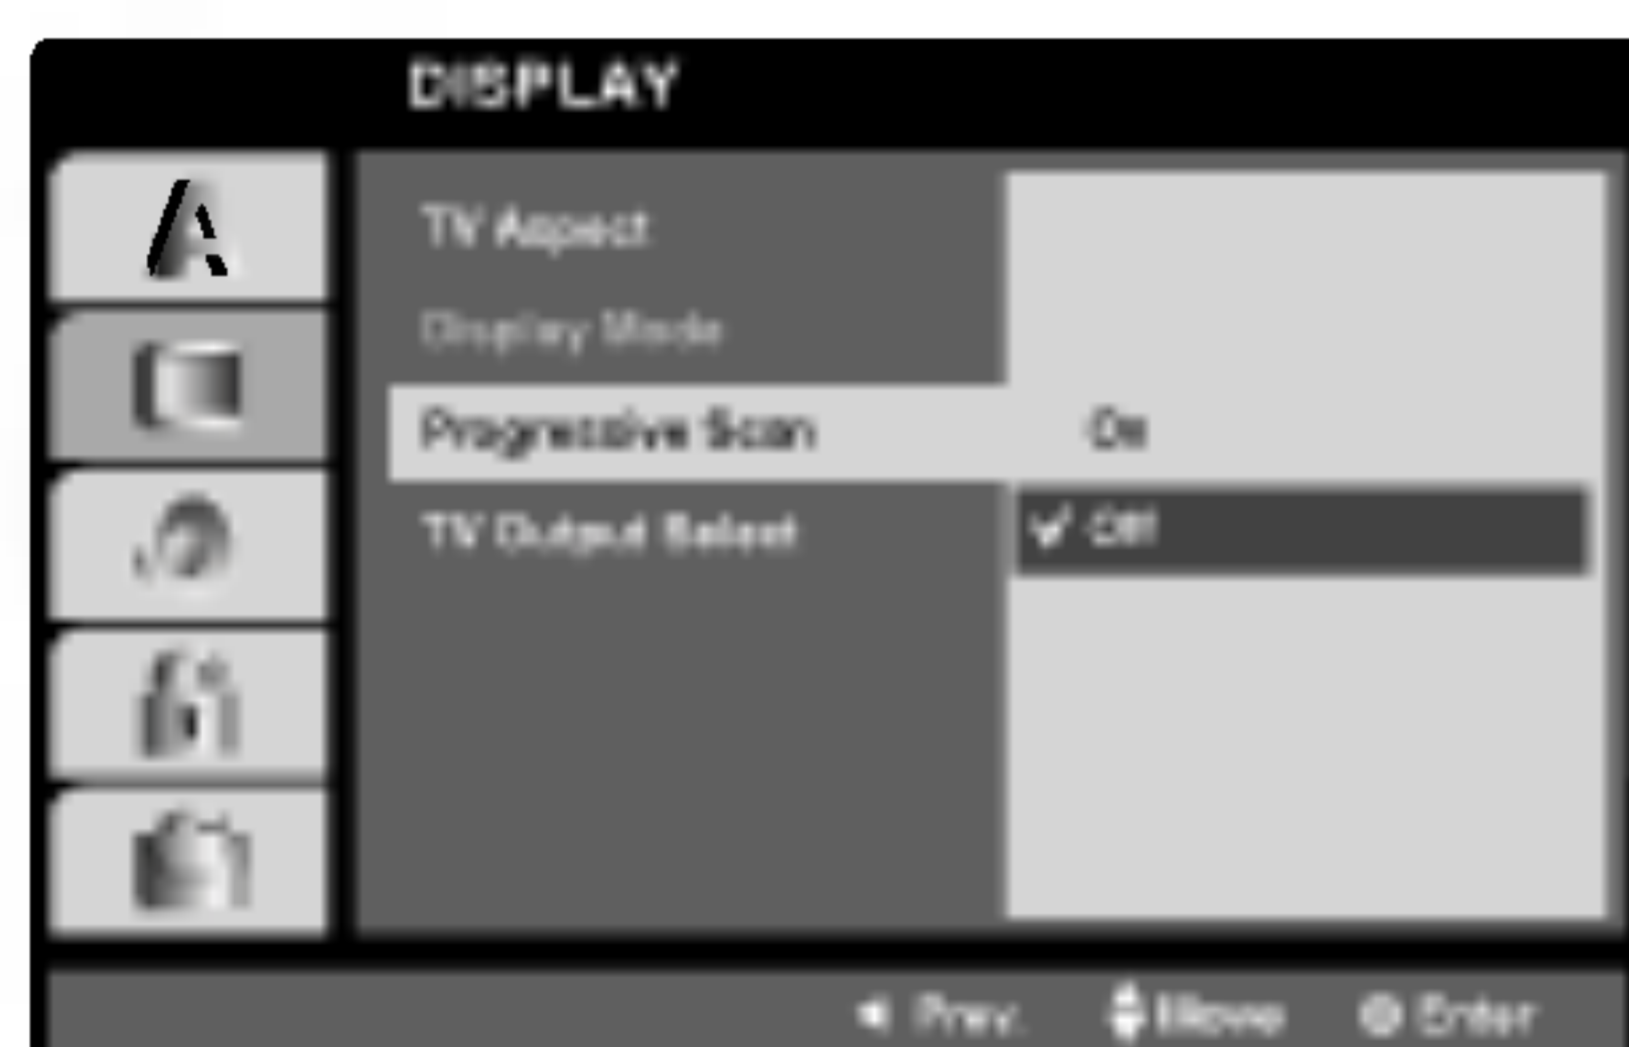 DISPLAY
TV Aspect
Display Mode
Progressive Scan On
TV Output Select ✓ Off
◀ Prev. Move Enter